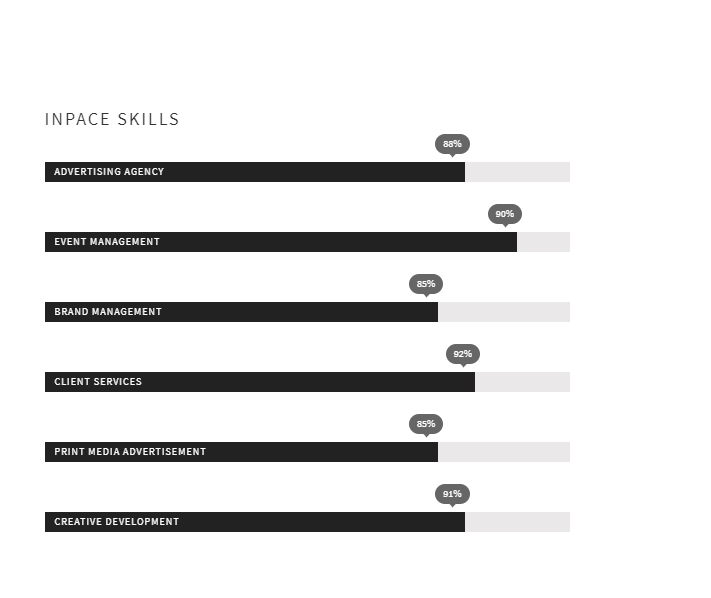 INPACE SKILLS
88%
ADVERTISING AGENCY
90%
EVENT MANAGEMENT
85%
BRAND MANAGEMENT
92%
CLIENT SERVICES
85%
PRINT MEDIA ADVERTISEMENT
91%
CREATIVE DEVELOPMENT